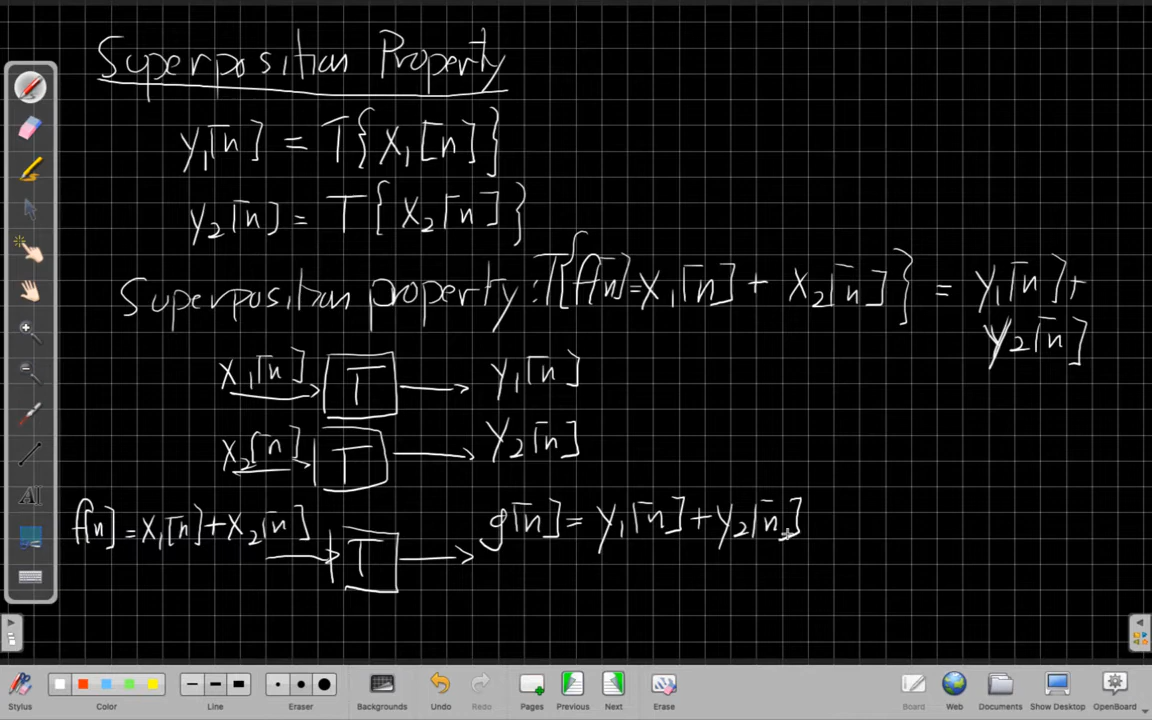 Superposition Property
y₁[n] = T{x₁[n]}
y₂[n] = T{x₂[n]}
Superposition property : T{f[n]=x₁[n] + x₂[n]} = y₁[n]+
y₂[n]
x₁[n] T y₁[n]
x₂[n] T y₂[n]
f[n]=x₁[n]+x₂[n] T g[n]=y₁[n]+y₂[n]
Stylus Color Line Eraser Backgrounds Undo Redo Pages Previous Next Erase Board Web Documents Show Desktop OpenBoard